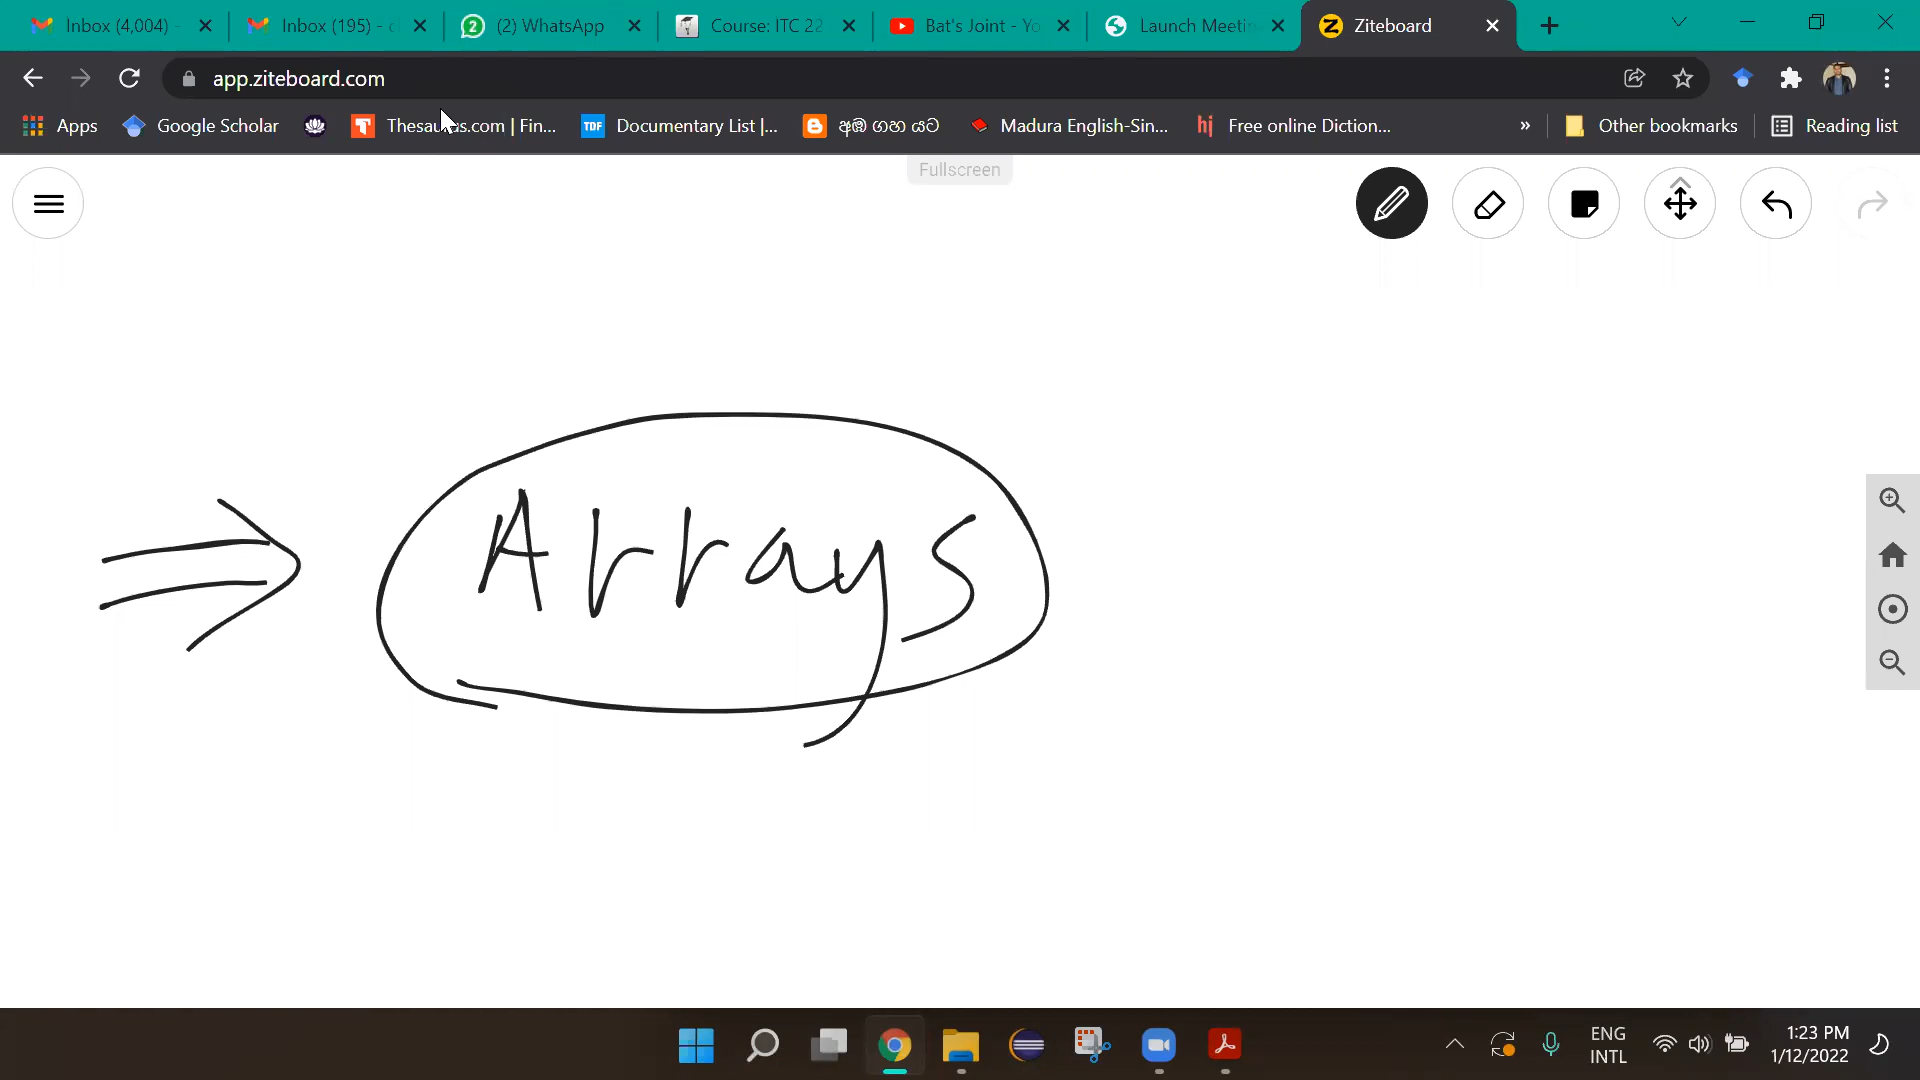 Inbox (4,004) - Inbox (195) - c (2) WhatsApp Course: ITC 22 Bat's Joint - Yo Launch Meetin Ziteboard
app.ziteboard.com
Apps Google Scholar Thesaurus.com | Fin... TDF Documentary List |... අඹ ගහ යට Madura English-Sin... hj Free online Diction... » Other bookmarks Reading list
Fullscreen
Arrays
ENG 1:23 PM
INTL 1/12/2022